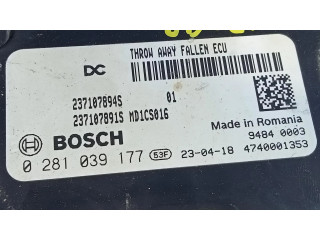 THROW AWAY FALLEN ECU
DC
237107894S 01
237107891S MD1CS016
BOSCH
Made in Romania
9484 0003
0 281 039 177 53F 23-04-18 4740001353